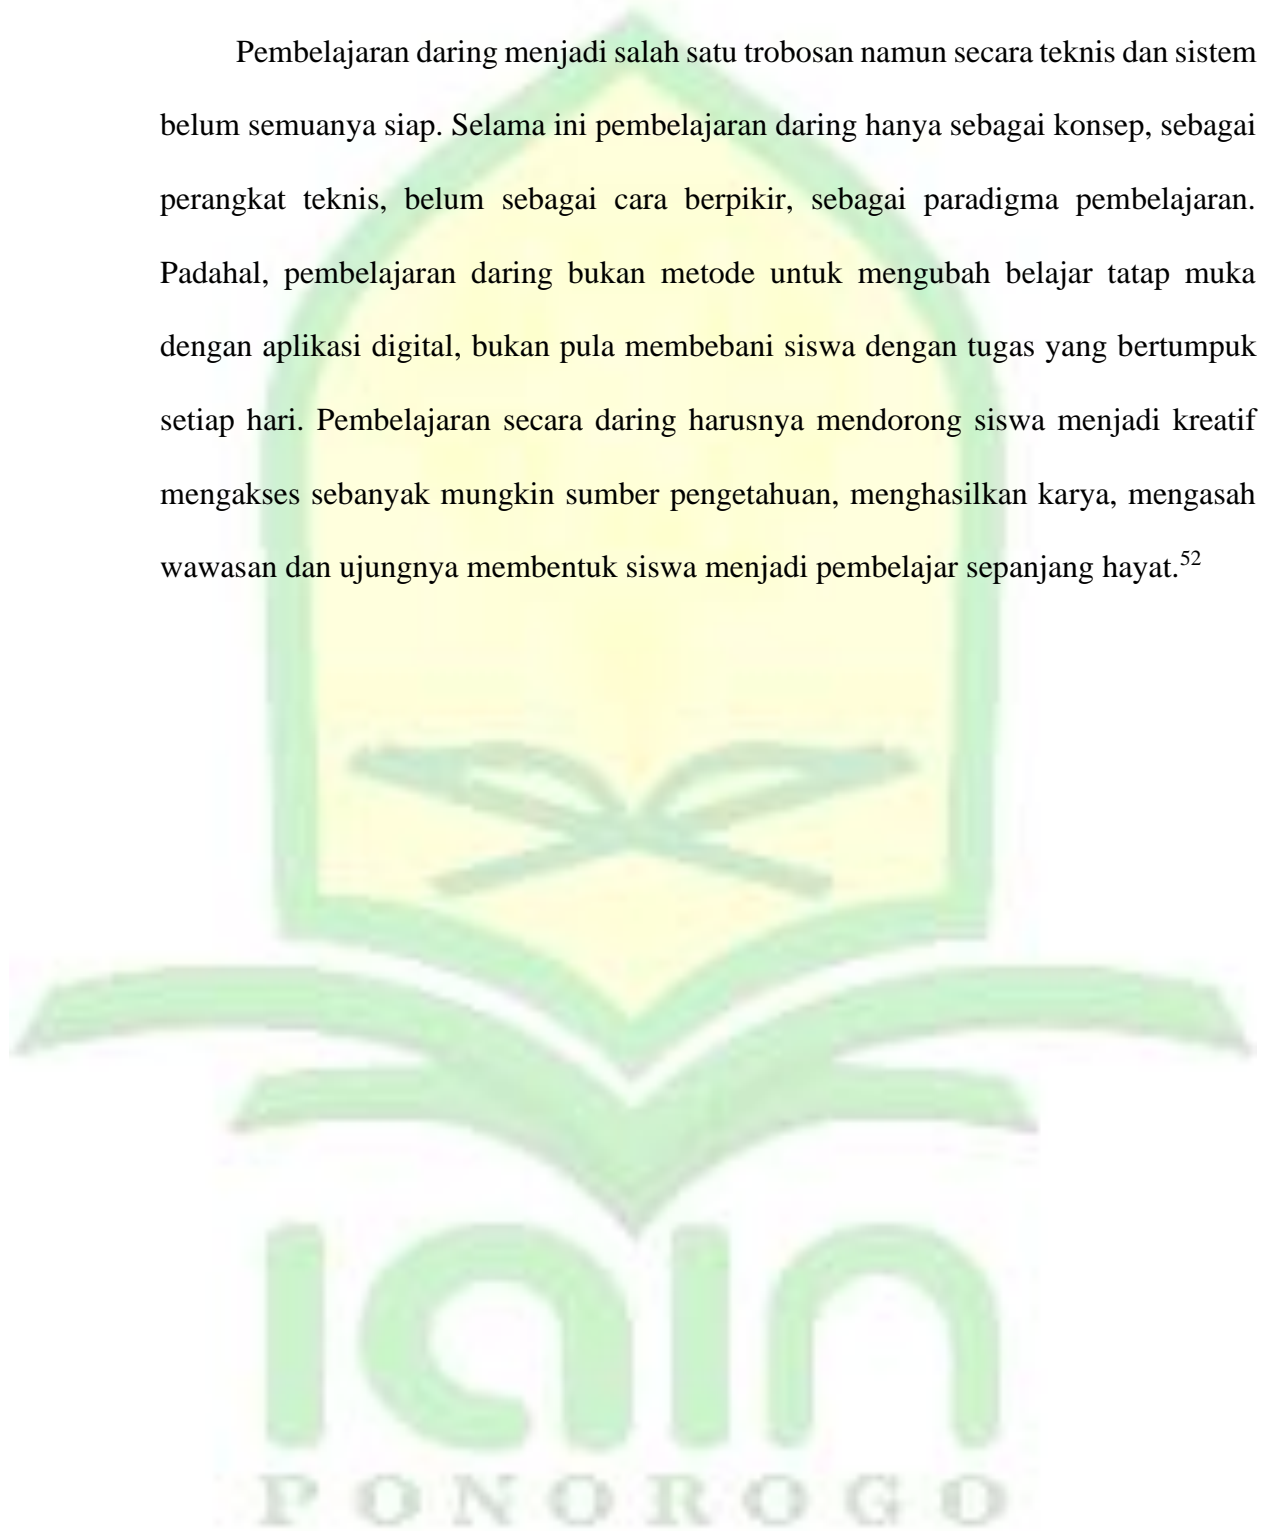 Pembelajaran daring menjadi salah satu trobosan namun secara teknis dan sistem
belum semuanya siap. Selama ini pembelajaran daring hanya sebagai konsep, sebagai
perangkat teknis, belum sebagai cara berpikir, sebagai paradigma pembelajaran.
Padahal, pembelajaran daring bukan metode untuk mengubah belajar tatap muka
dengan aplikasi digital, bukan pula membebani siswa dengan tugas yang bertumpuk
setiap hari. Pembelajaran secara daring harusnya mendorong siswa menjadi kreatif
mengakses sebanyak mungkin sumber pengetahuan, menghasilkan karya, mengasah
wawasan dan ujungnya membentuk siswa menjadi pembelajar sepanjang hayat.52
iain
PONOROGO